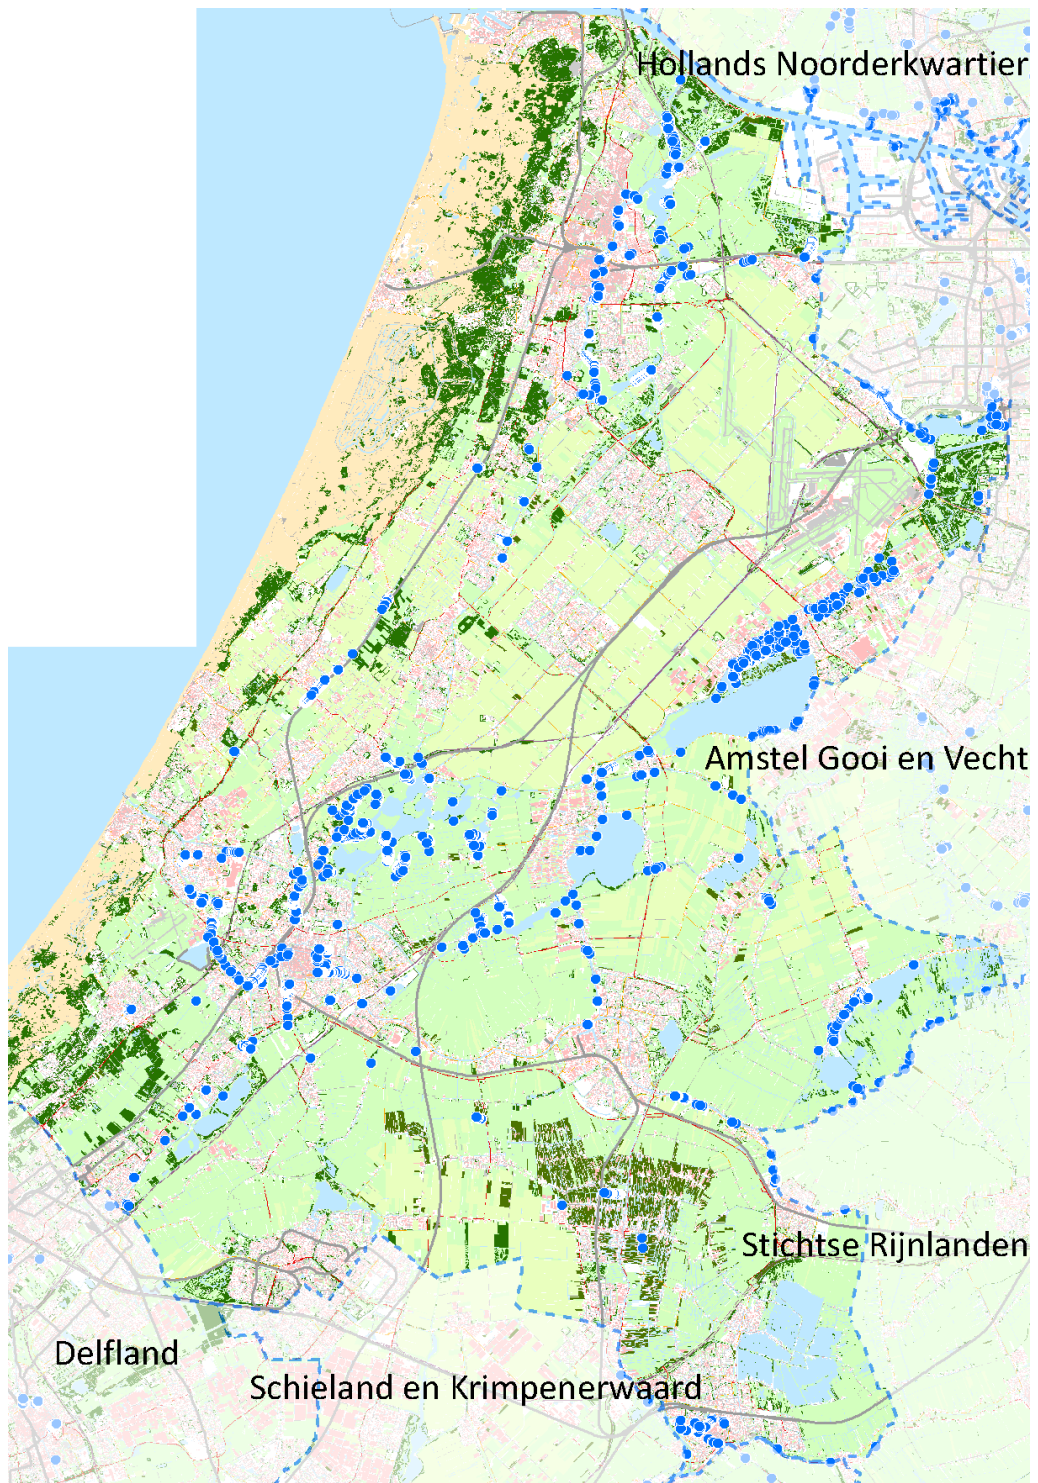 Hollands Noorderkwartier
Amstel Gooi en Vecht
Stichtse Rijnlanden
Delfland
Schieland en Krimpenerwaard